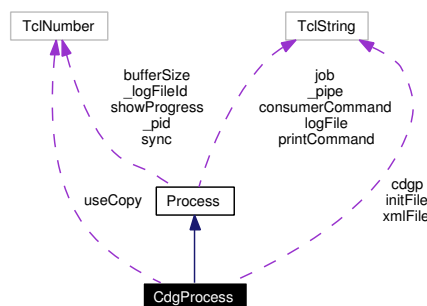 TclNumber
TclString
bufferSize
_logFileId
showProgress
_pid
sync
job
_pipe
consumerCommand
logFile
printCommand
useCopy
Process
cdgp
initFile
xmlFile
CdgProcess